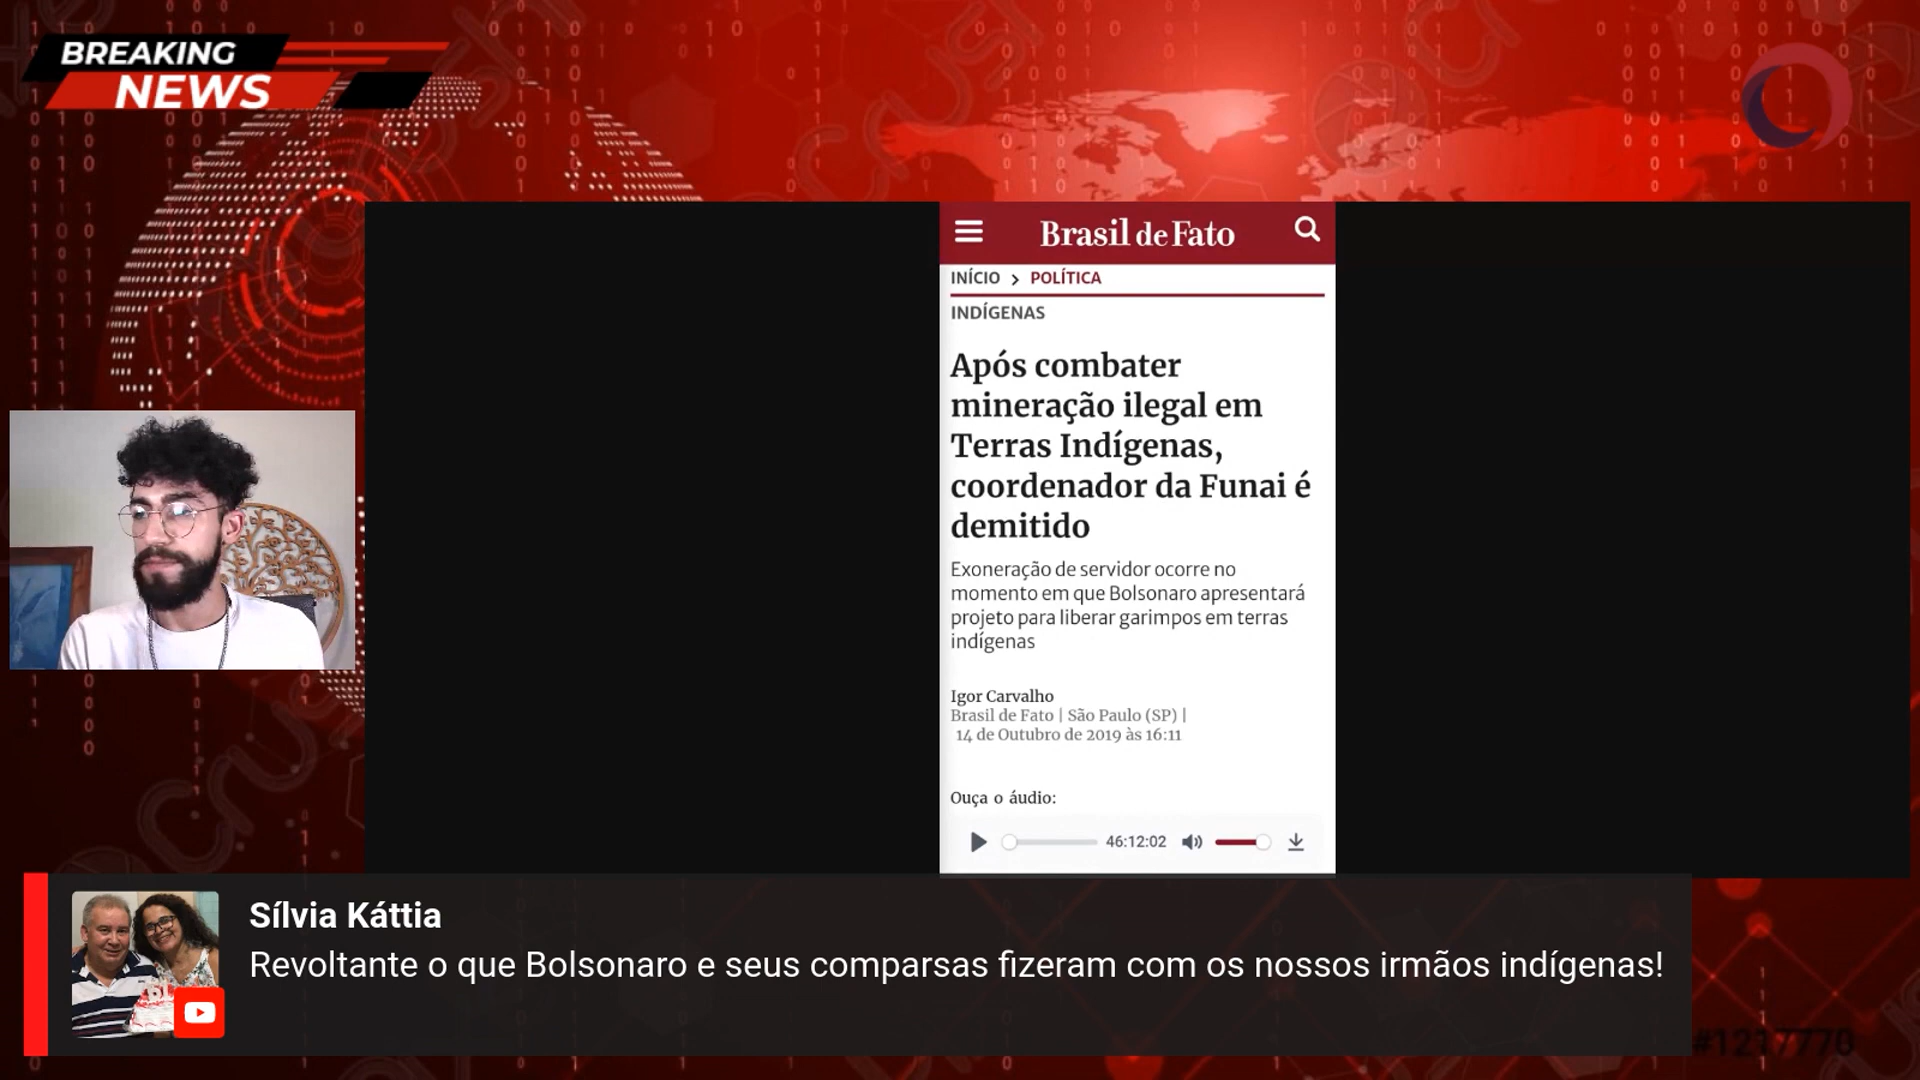 BREAKING
NEWS
Brasil de Fato
INÍCIO > POLÍTICA
INDÍGENAS
Após combater
mineração ilegal em
Terras Indígenas,
coordenador da Funai é
demitido
Exoneração de servidor ocorre no
momento em que Bolsonaro apresentará
projeto para liberar garimpos em terras
indígenas
Igor Carvalho
Brasil de Fato | São Paulo (SP) |
14 de Outubro de 2019 às 16:11
Ouça o áudio:
46:12:02
Sílvia Káttia
Revoltante o que Bolsonaro e seus comparsas fizeram com os nossos irmãos indígenas!
#1217770